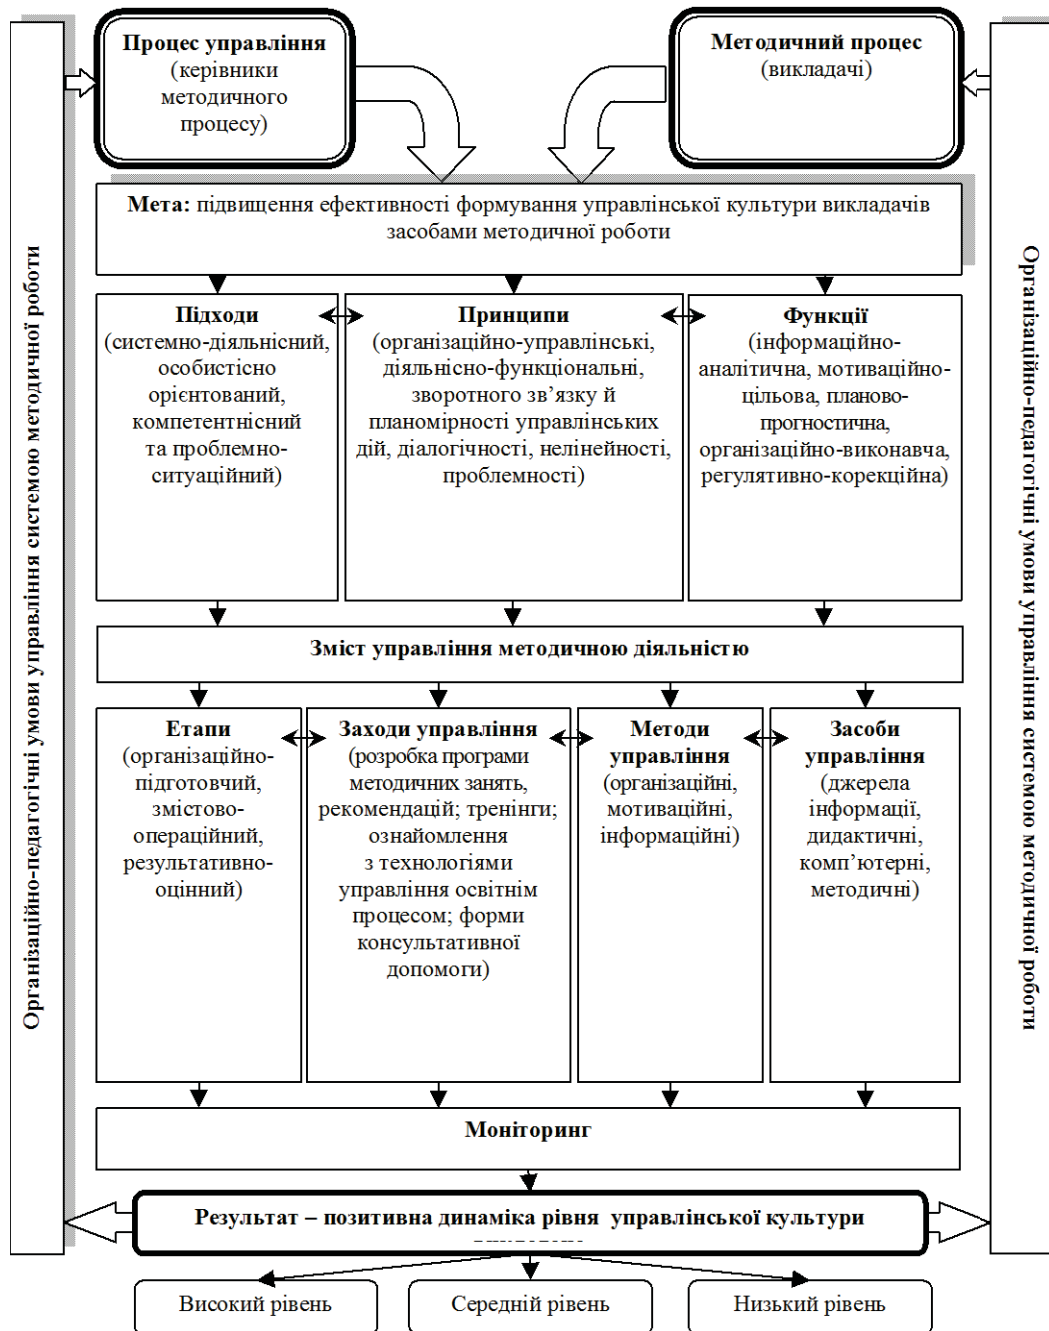 Процес управління
(керівники
методичного
процесу)
Методичний процес
(викладачі)
Організаційно-педагогічні умови управління системою методичної роботи
Організаційно-педагогічні умови управління системою методичної роботи
Мета: підвищення ефективності формування управлінської культури викладачів
засобами методичної роботи
Підходи
(системно-діяльнісний,
особистісно
орієнтований,
компетентнісний
та проблемно-
ситуаційний)
Принципи
(організаційно-управлінські,
діяльнісно-функціональні,
зворотного зв’язку й
планомірності управлінських
дій, діалогічності, нелінейності,
проблемності)
Функції
(інформаційно-
аналітична, мотиваційно-
цільова, планово-
прогностична,
організаційно-виконавча,
регулятивно-корекційна)
Зміст управління методичною діяльністю
Етапи
(організаційно-
підготовчий,
змістово-
операційний,
результативно-
оцінний)
Заходи управління
(розробка програми
методичних занять,
рекомендацій; тренінги;
ознайомлення
з технологіями
управління освітнім
процесом; форми
консультативної
допомоги)
Методи
управління
(організаційні,
мотиваційні,
інформаційні)
Засоби
управління
(джерела
інформації,
дидактичні,
комп’ютерні,
методичні)
Моніторинг
Результат – позитивна динаміка рівня управлінської культури
Високий рівень
Середній рівень
Низький рівень